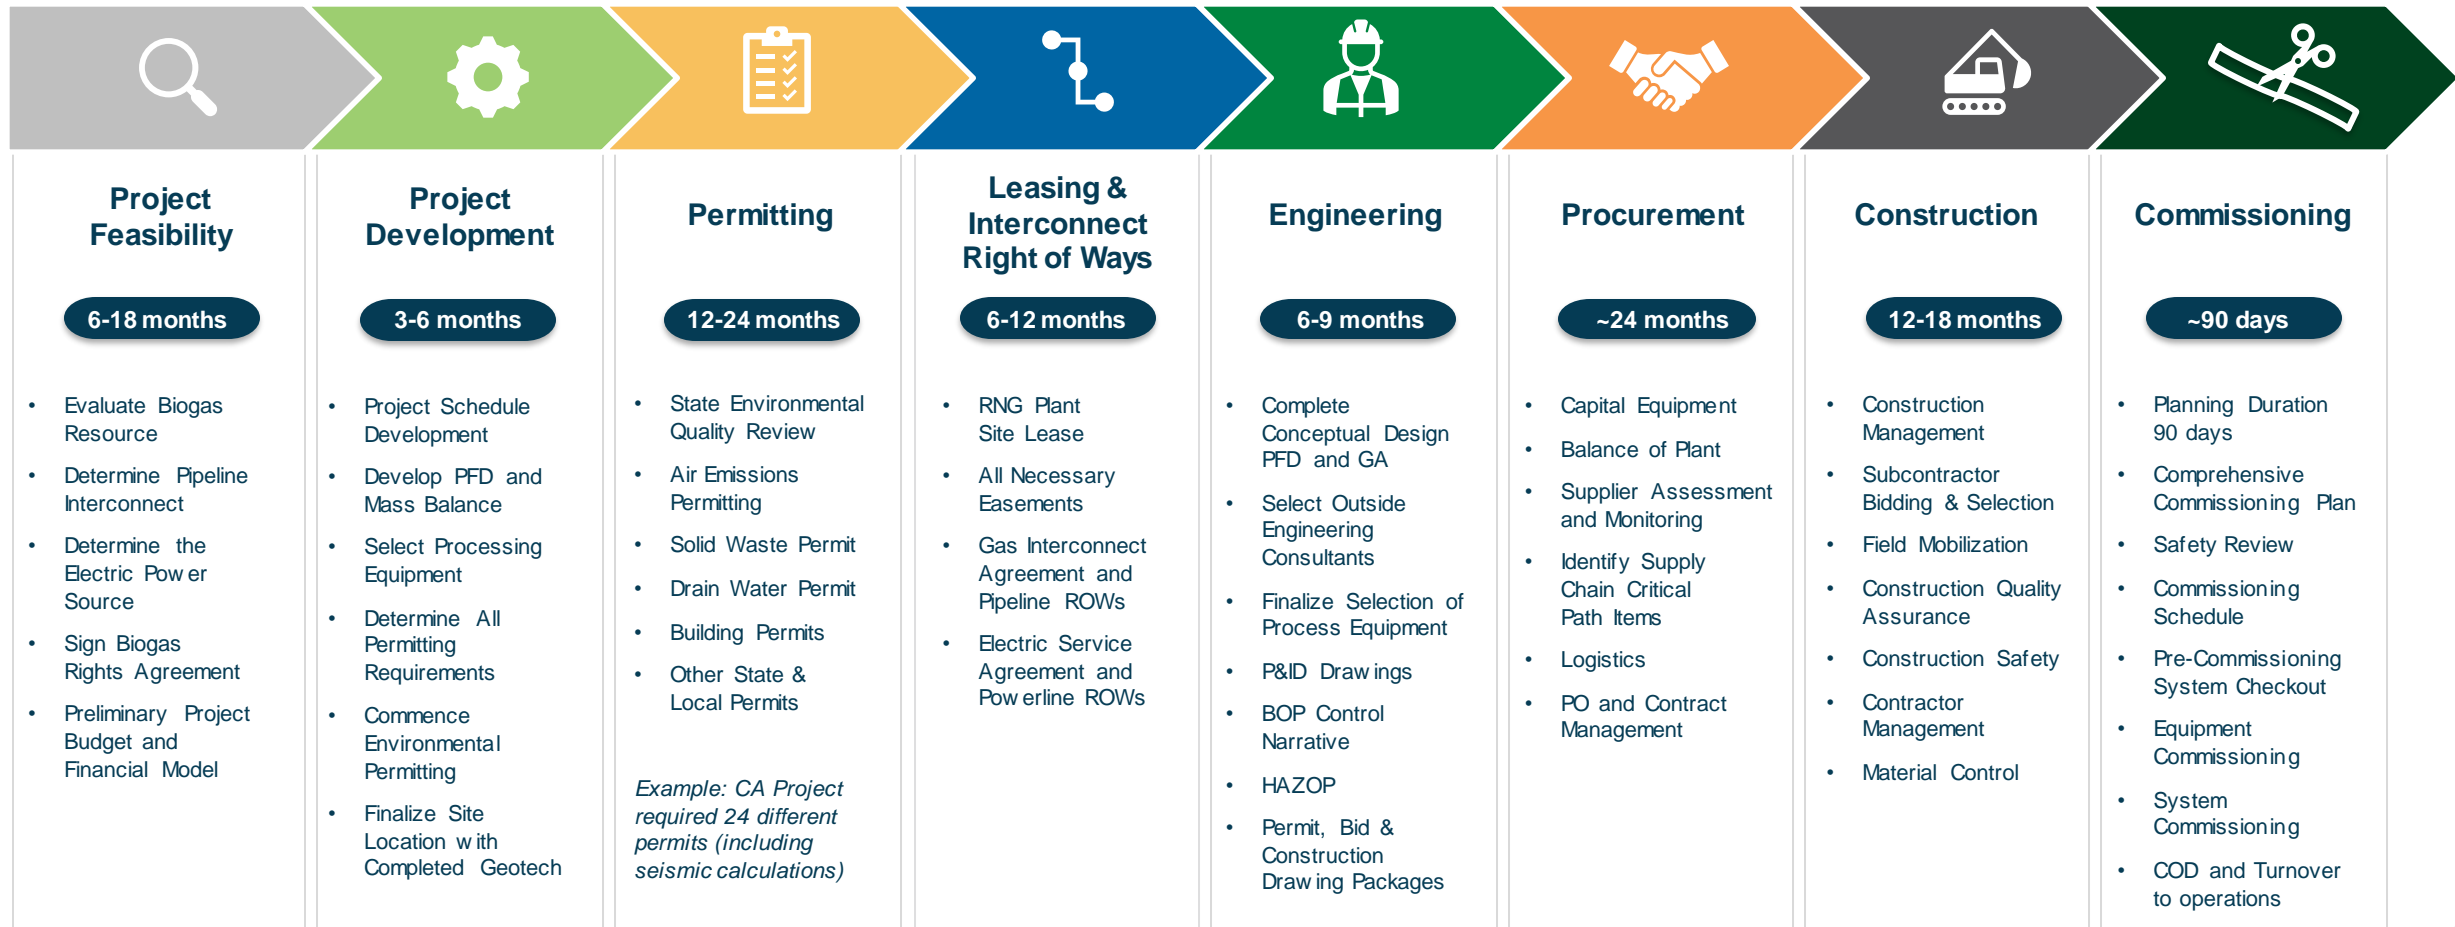 Project
Feasibility
6-18 months
• Evaluate Biogas
Resource
• Determine Pipeline
Interconnect
• Determine the
Electric Power
Source
• Sign Biogas
Rights Agreement
• Preliminary Project
Budget and
Financial Model
Project
Development
3-6 months
• Project Schedule
Development
• Develop PFD and
Mass Balance
• Select Processing
Equipment
• Determine All
Permitting
Requirements
• Commence
Environmental
Permitting
• Finalize Site
Location with
Completed Geotech
Permitting
12-24 months
• State Environmental
Quality Review
• Air Emissions
Permitting
• Solid Waste Permit
• Drain Water Permit
• Building Permits
• Other State &
Local Permits
Example: CA Project
required 24 different
permits (including
seismic calculations)
Leasing &
Interconnect
Right of Ways
6-12 months
• RNG Plant
Site Lease
• All Necessary
Easements
• Gas Interconnect
Agreement and
Pipeline ROWs
• Electric Service
Agreement and
Powerline ROWs
Engineering
6-9 months
• Complete
Conceptual Design
PFD and GA
• Select Outside
Engineering
Consultants
• Finalize Selection of
Process Equipment
• P&ID Drawings
• BOP Control
Narrative
• HAZOP
• Permit, Bid &
Construction
Drawing Packages
Procurement
~24 months
• Capital Equipment
• Balance of Plant
• Supplier Assessment
and Monitoring
• Identify Supply
Chain Critical
Path Items
• Logistics
• PO and Contract
Management
Construction
12-18 months
• Construction
Management
• Subcontractor
Bidding & Selection
• Field Mobilization
• Construction Quality
Assurance
• Construction Safety
• Contractor
Management
• Material Control
Commissioning
~90 days
• Planning Duration
90 days
• Comprehensive
Commissioning Plan
• Safety Review
• Commissioning
Schedule
• Pre-Commissioning
System Checkout
• Equipment
Commissioning
• System
Commissioning
• COD and Turnover
to operations